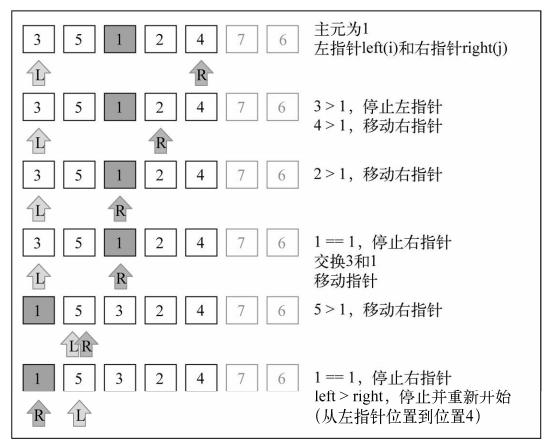 3 5 1 2 4 7 6
主元为1
左指针left(i)和右指针right(j)
L R
3 5 1 2 4 7 6
3 > 1，停止左指针
4 > 1，移动右指针
L R
3 5 1 2 4 7 6
2 > 1，移动右指针
L R
3 5 1 2 4 7 6
1 == 1，停止右指针
交换3和1
移动指针
L R
1 5 3 2 4 7 6
5 > 1，移动右指针
L R
1 5 3 2 4 7 6
1 == 1，停止右指针
left > right，停止并重新开始
（从左指针位置到位置4）
R L